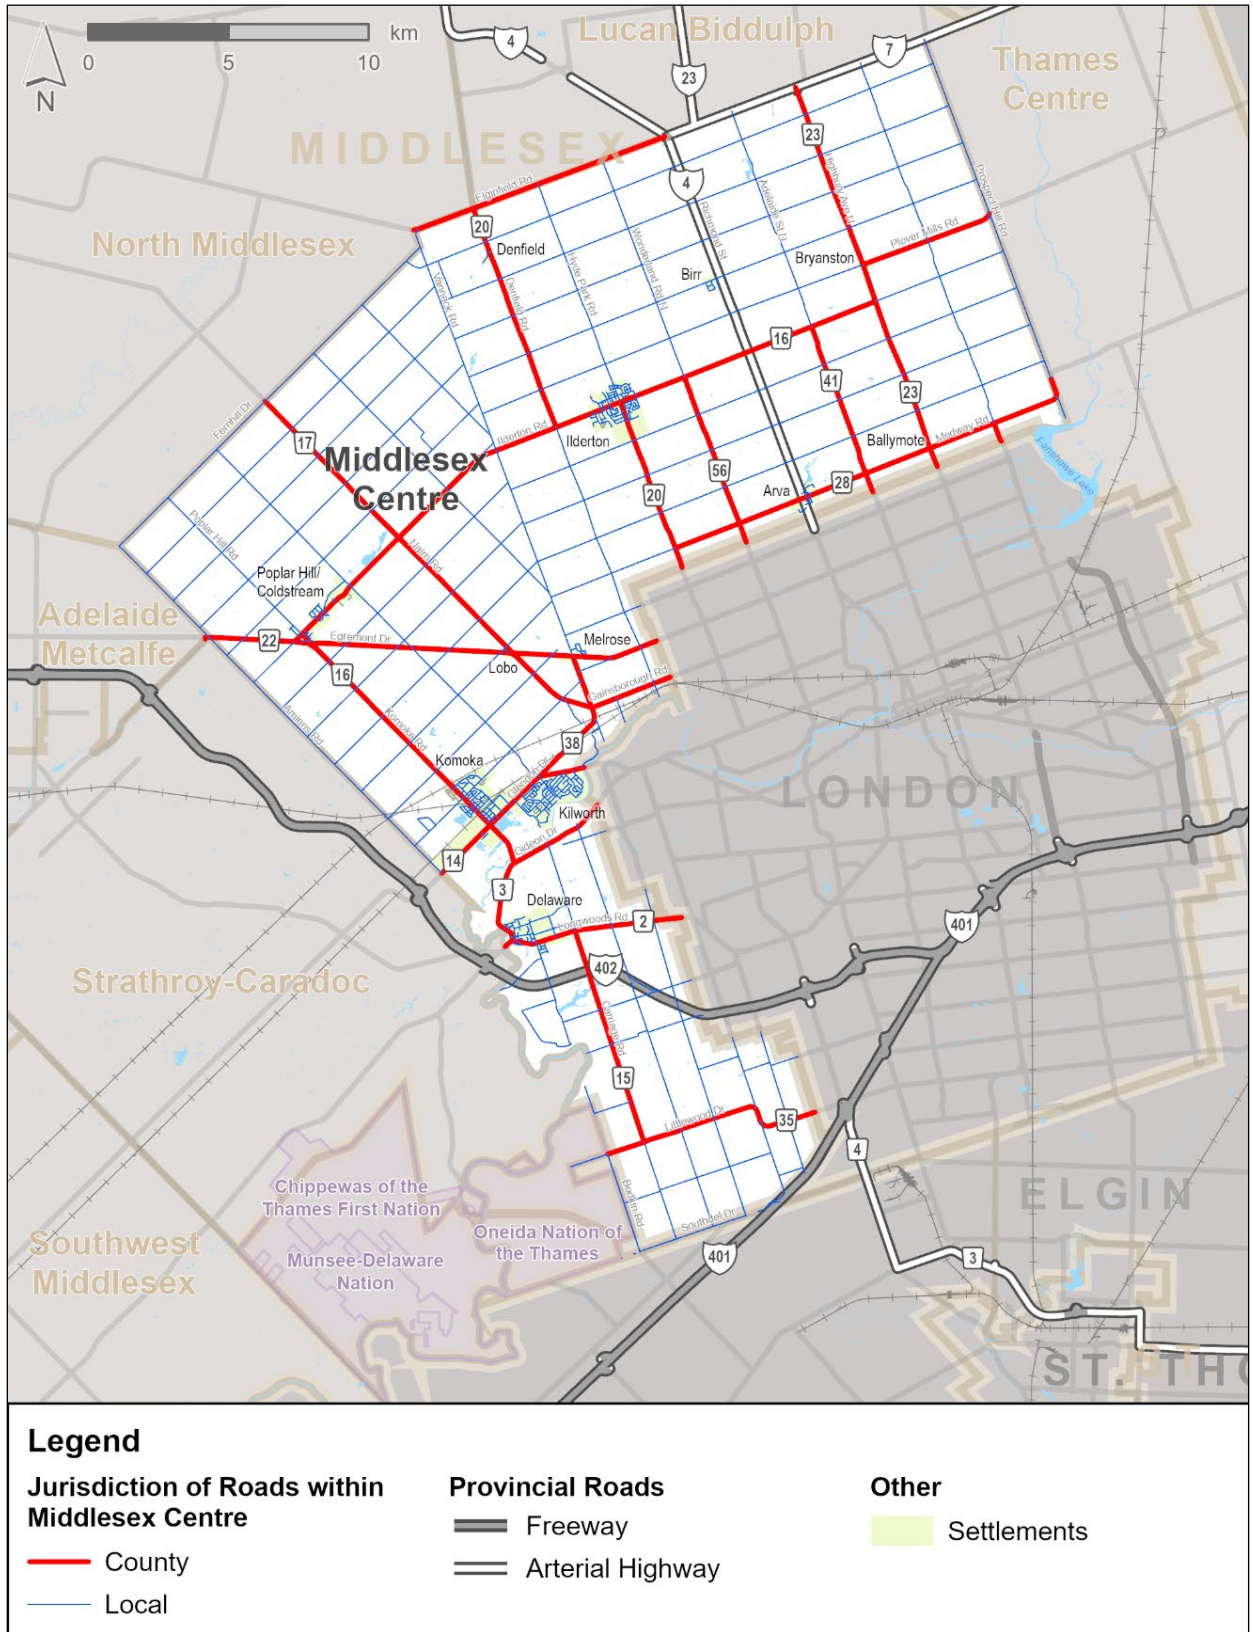 Lucan Biddulph
4
7
km
0
5
10
N
23
Thames
Centre
MIDDLESEX
23
Elginfield Rd
4
Highbury Ave N
Adelaide St N
Prospect Hill Rd
Richmond St
20
Plover Mills Rd
North Middlesex
Denfield
Wonderland Rd N
Hyde Park Rd
Bryanston
Birr
Vanneck Rd
Denfield Rd
16
41
23
Fernhill Dr
17
Ilderton Rd
Ilderton
Ballymote
Medway Rd
Middlesex
Centre
56
Fanshawe Lake
20
Arva
28
Poplar Hill Rd
Nairn Rd
Poplar Hill/
Coldstream
Adelaide
Metcalfe
22
Egremont Dr
Melrose
16
Lobo
Gainsborough Rd
Amiens Rd
Komoka Rd
38
Komoka
Glendon Dr
LONDON
Kilworth
14
Gideon Dr
3
Delaware
Longwoods Rd
2
401
402
Strathroy-Caradoc
Carriage Rd
15
Littlewood Dr
35
4
Chippewas of the
Thames First Nation
Bodkin Rd
ELGIN
Southdel Dr
Oneida Nation of
the Thames
Southwest
Middlesex
Munsee-Delaware
Nation
401
3
ST. THO
Legend
Jurisdiction of Roads within
Middlesex Centre
County
Local
Provincial Roads
Freeway
Arterial Highway
Other
Settlements